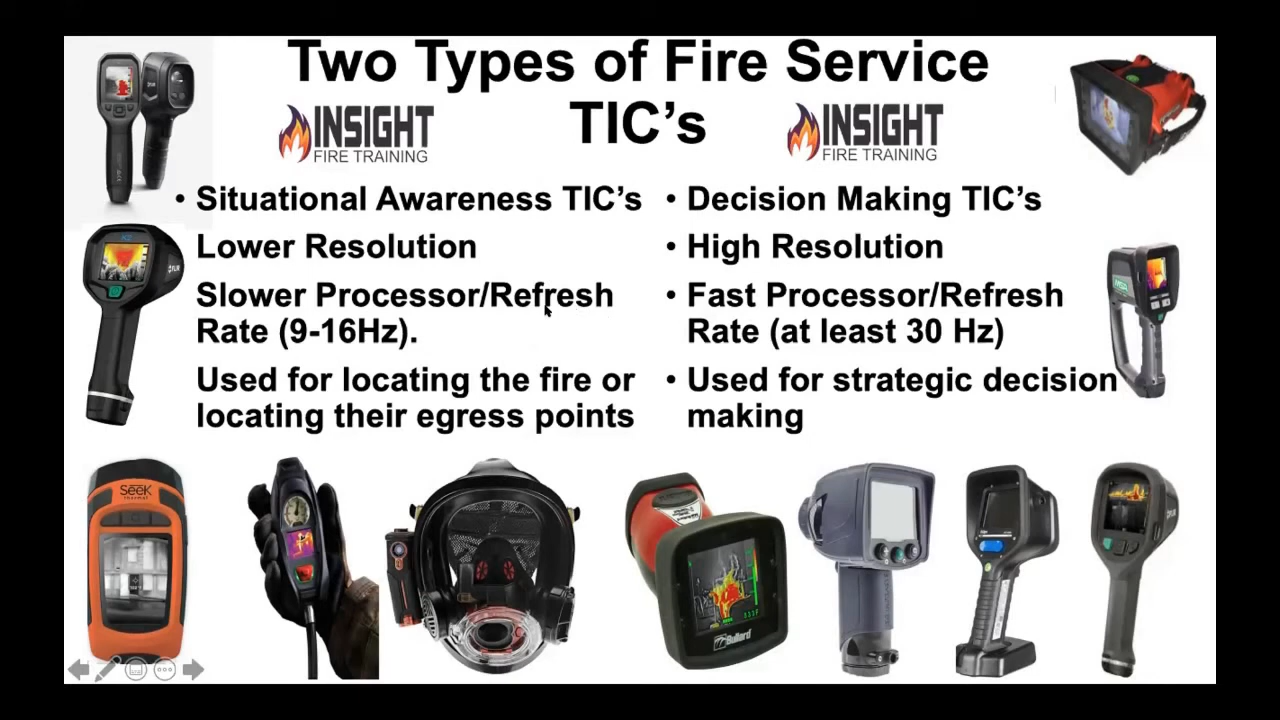 Two Types of Fire Service
TIC's
INSIGHT
FIRE TRAINING
INSIGHT
FIRE TRAINING
• Situational Awareness TIC's
Lower Resolution
Slower Processor/Refresh
Rate (9-16Hz).
Used for locating the fire or
locating their egress points
• Decision Making TIC's
• High Resolution
• Fast Processor/Refresh
Rate (at least 30 Hz)
• Used for strategic decision
making
FLIR
MSA
Seek
thermal
Bullard